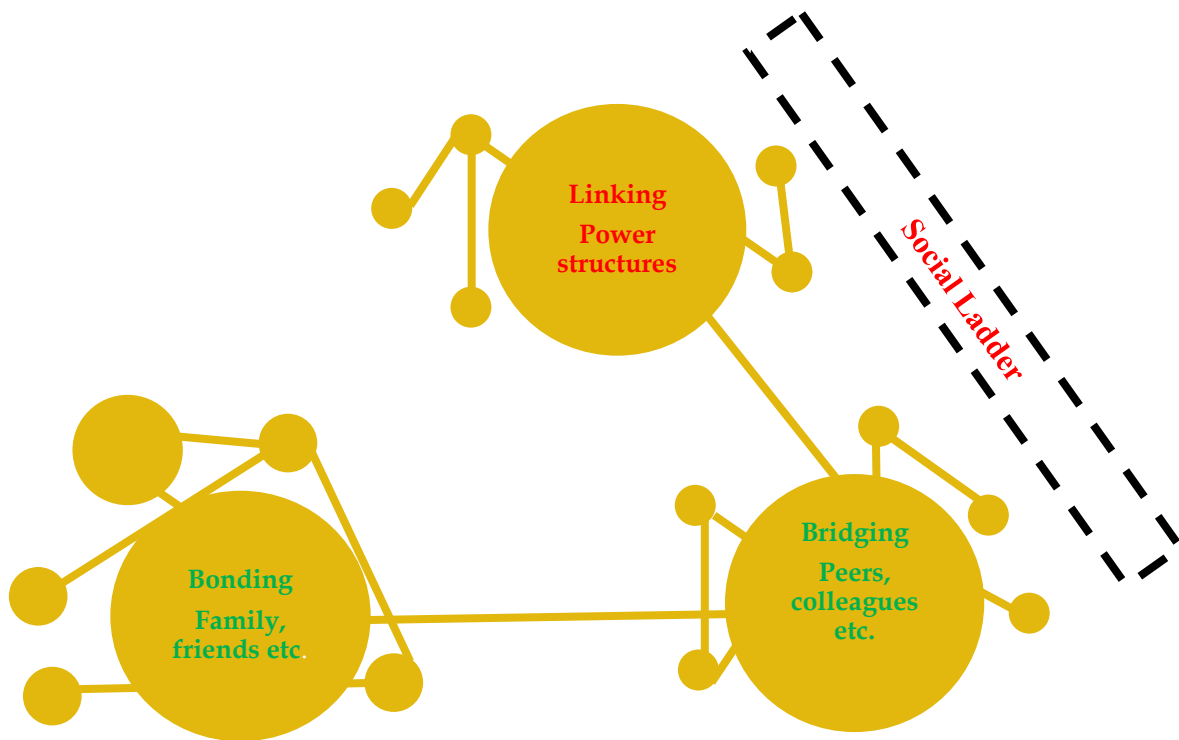 Linking
Power
structures
Social Ladder
Bonding
Family,
friends etc.
Bridging
Peers,
colleagues
etc.